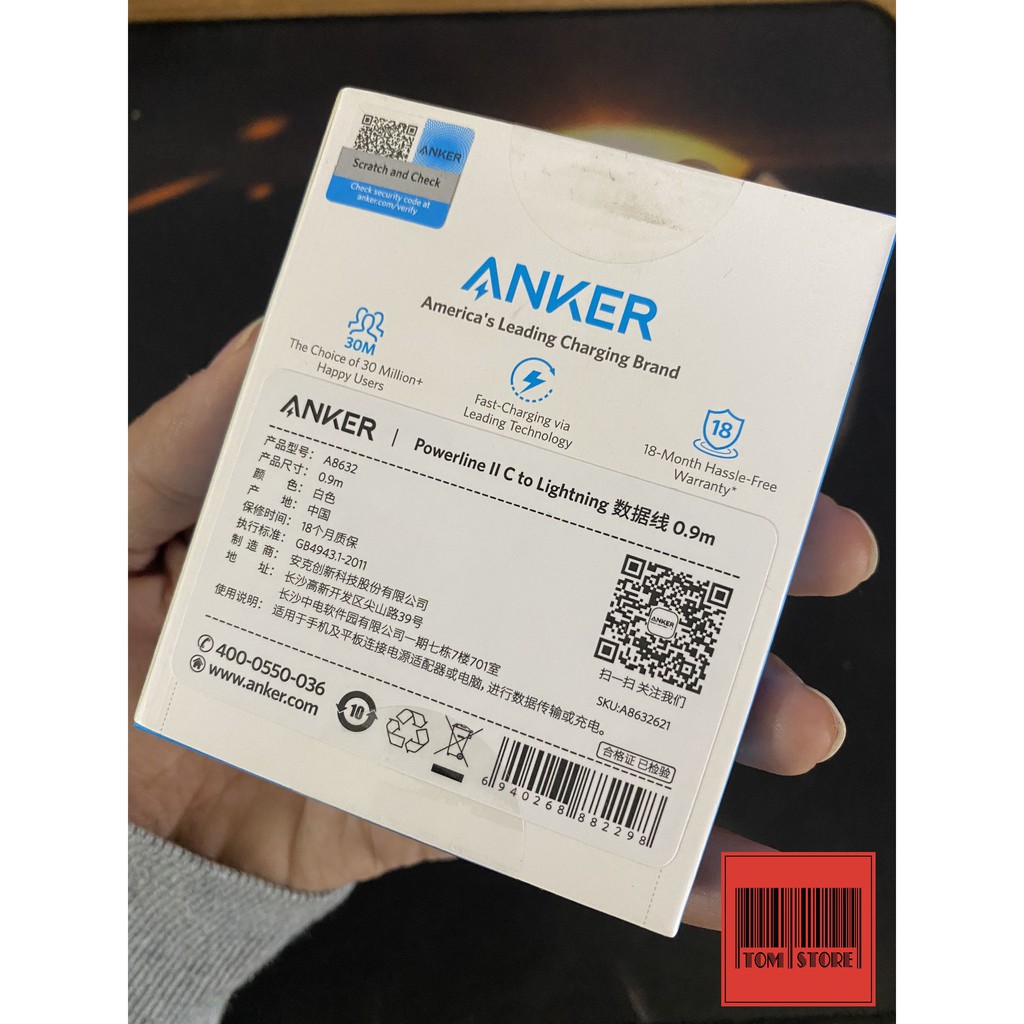 ANKER
Scratch and Check
Check security code at
anker.com/verify
ANKER
America's Leading Charging Brand
30M
The Choice of 30 Million+
Happy Users
Fast-Charging via
Leading Technology
18
18-Month Hassle-Free
Warranty*
ANKER | Powerline II C to Lightning 数据线 0.9m
产品型号: A8632
产品尺寸: 0.9m
颜 色: 白色
产 地: 中国
保修时间: 18个月质保
执行标准: GB4943.1-2011
制 造 商: 安克创新科技股份有限公司
地 址: 长沙高新开发区尖山路39号
长沙中电软件园有限公司一期七栋7楼701室
使用说明: 适用于手机及平板连接电源适配器或电脑, 进行数据传输或充电。
ANKER
扫一扫 关注我们
SKU:A8632621
400-0550-036
www.anker.com
10
合格证 已检验
6 940268 882298
TOM STORE